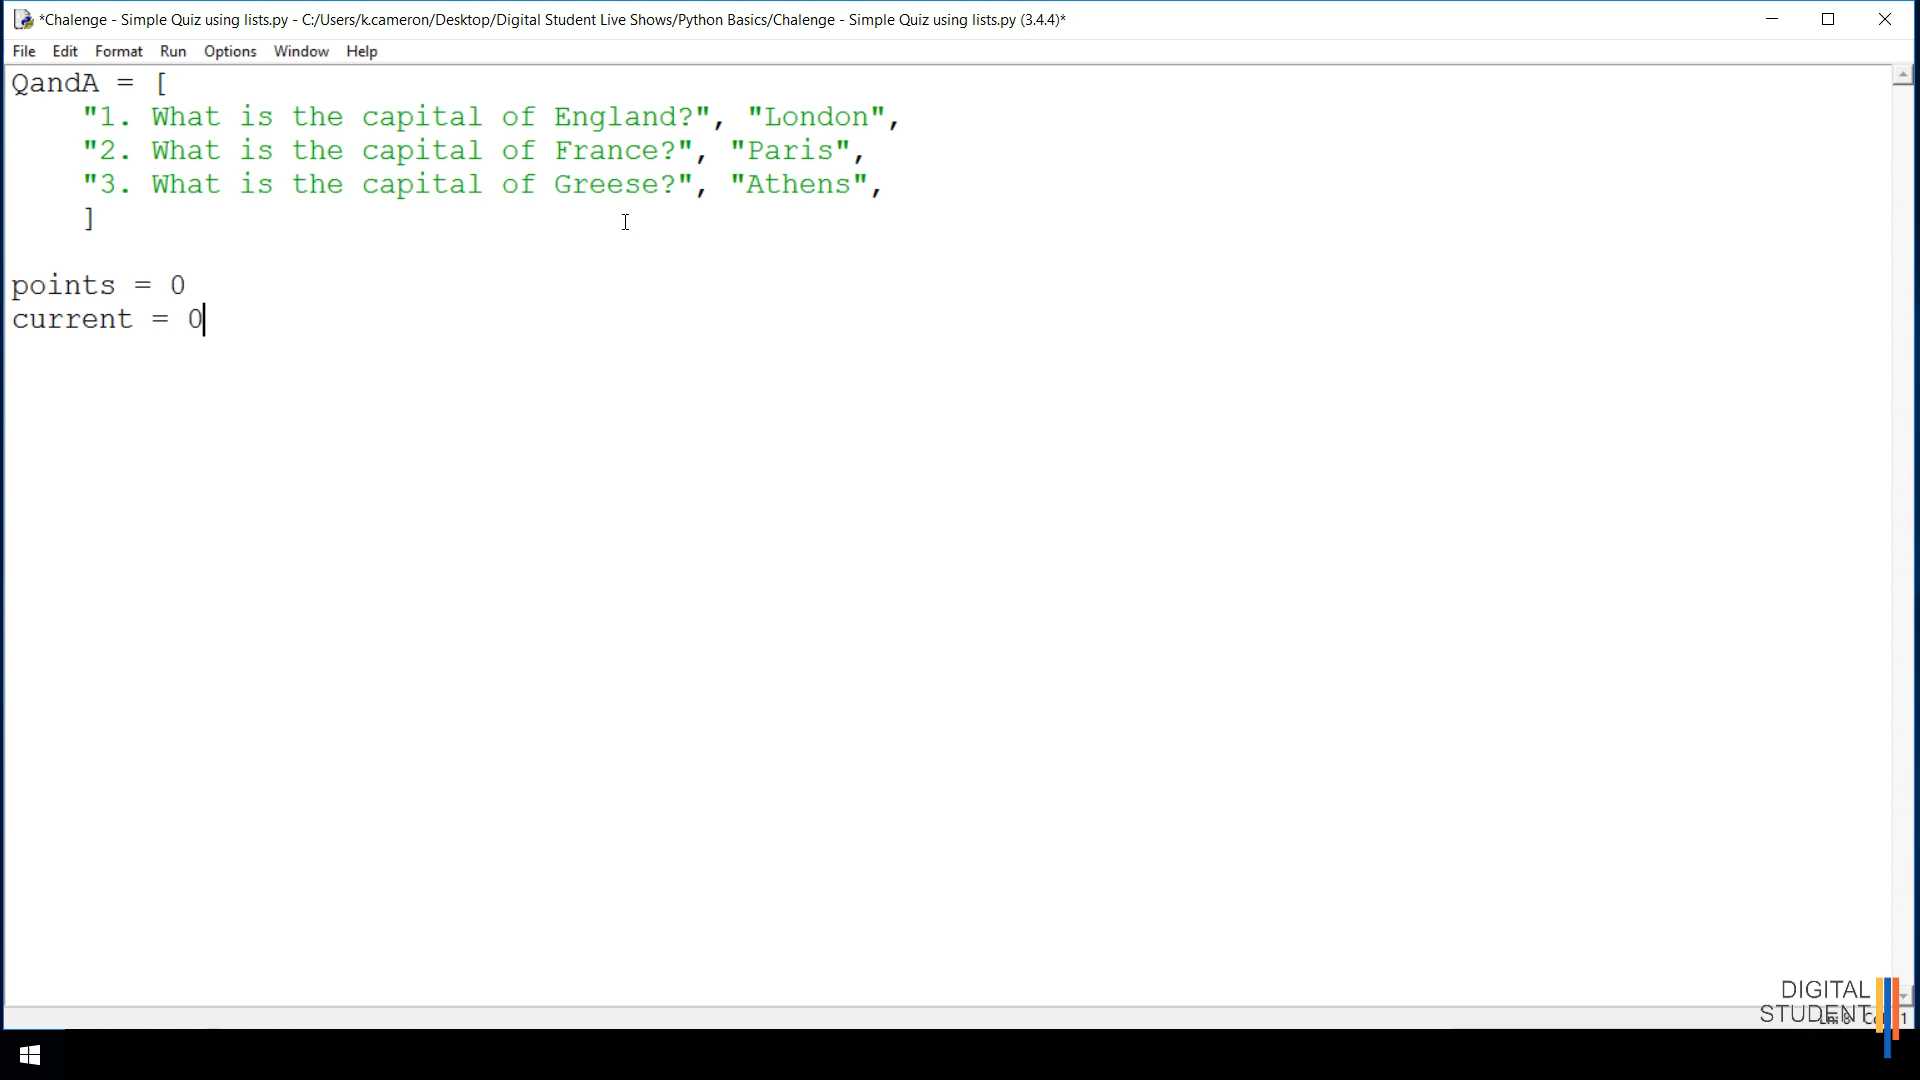 *Chalenge - Simple Quiz using lists.py - C:/Users/k.cameron/Desktop/Digital Student Live Shows/Python Basics/Chalenge - Simple Quiz using lists.py (3.4.4)*
File Edit Format Run Options Window Help
QandA = [
    "1. What is the capital of England?", "London",
    "2. What is the capital of France?", "Paris",
    "3. What is the capital of Greese?", "Athens",
    ]
points = 0
current = 0
DIGITAL
STUDENT